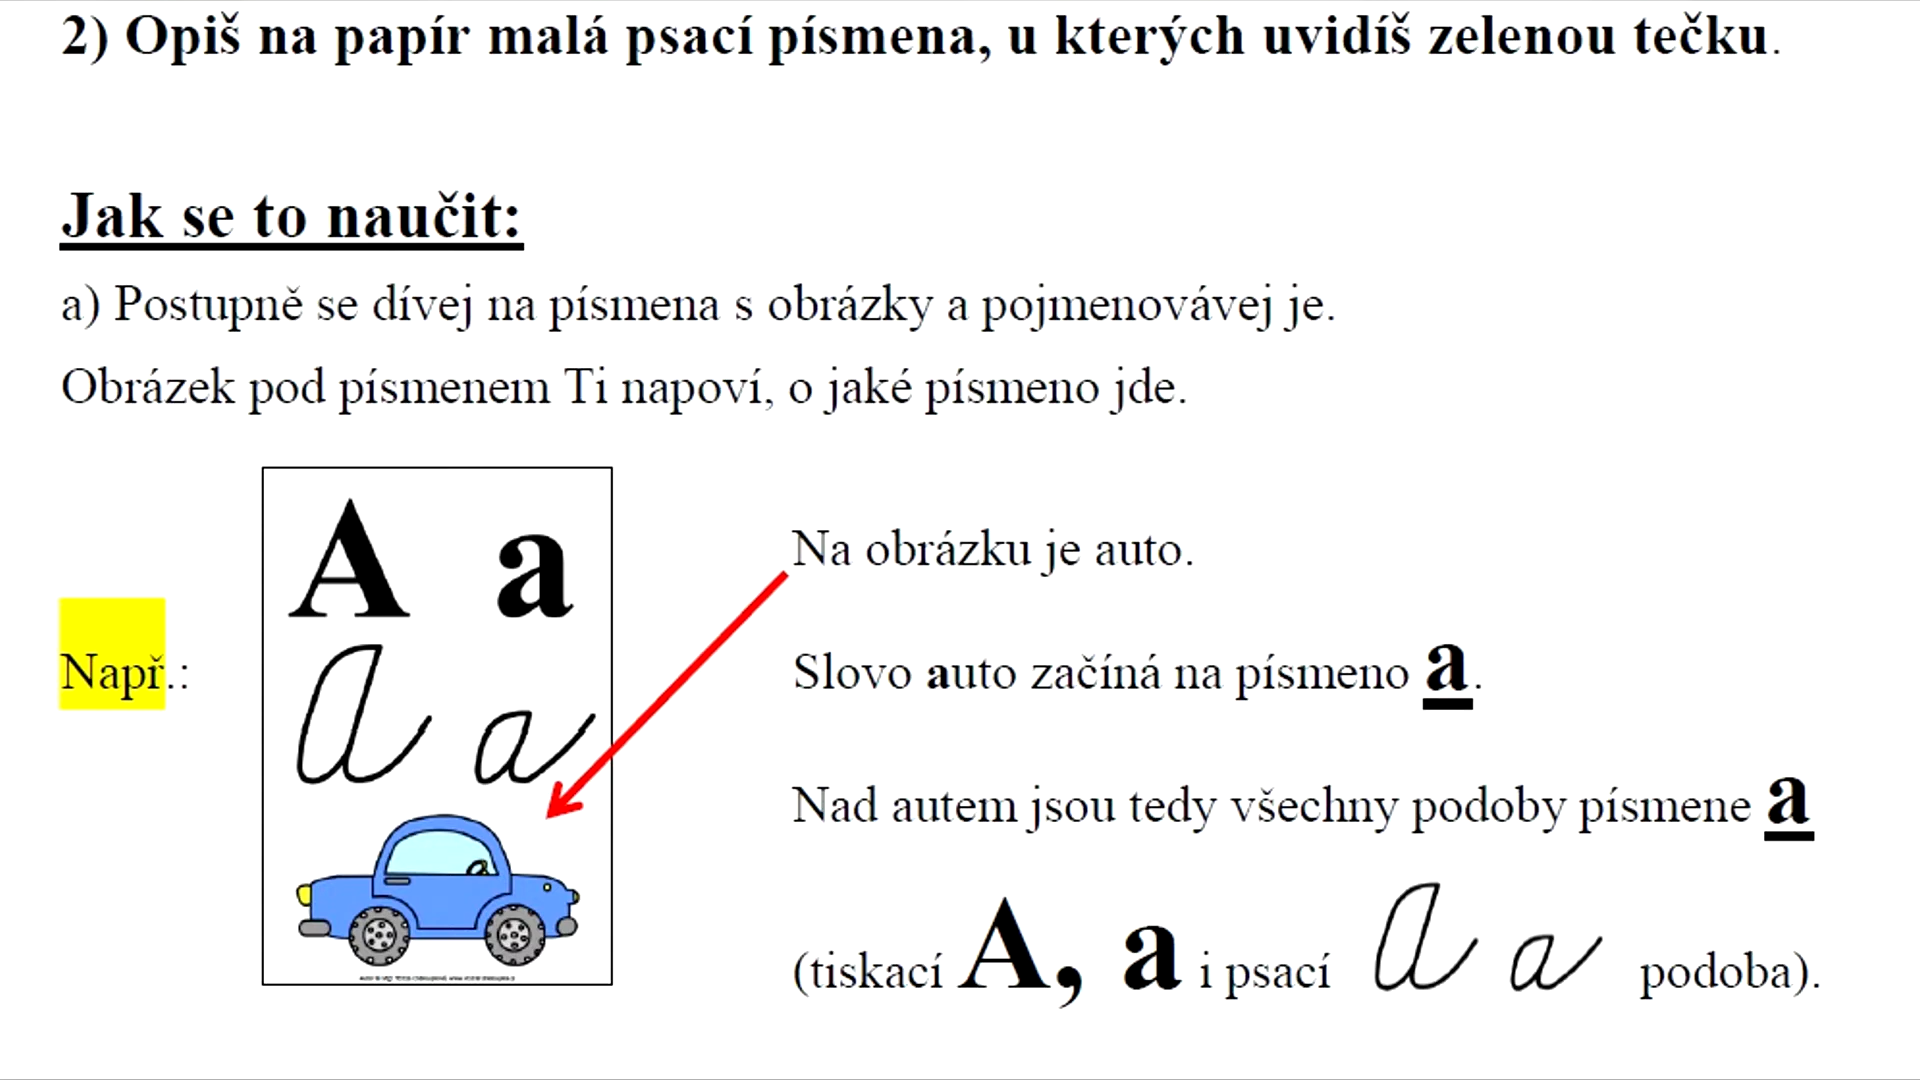 2) Opiš na papír malá psací písmena, u kterých uvidíš zelenou tečku.
Jak se to naučit:
a) Postupně se dívej na písmena s obrázky a pojmenovávej je.
Obrázek pod písmenem Ti napoví, o jaké písmeno jde.
Např.:
A a
A a
Na obrázku je auto.
Slovo auto začíná na písmeno a.
Nad autem jsou tedy všechny podoby písmene a
(tiskací A, a i psací A a podoba).